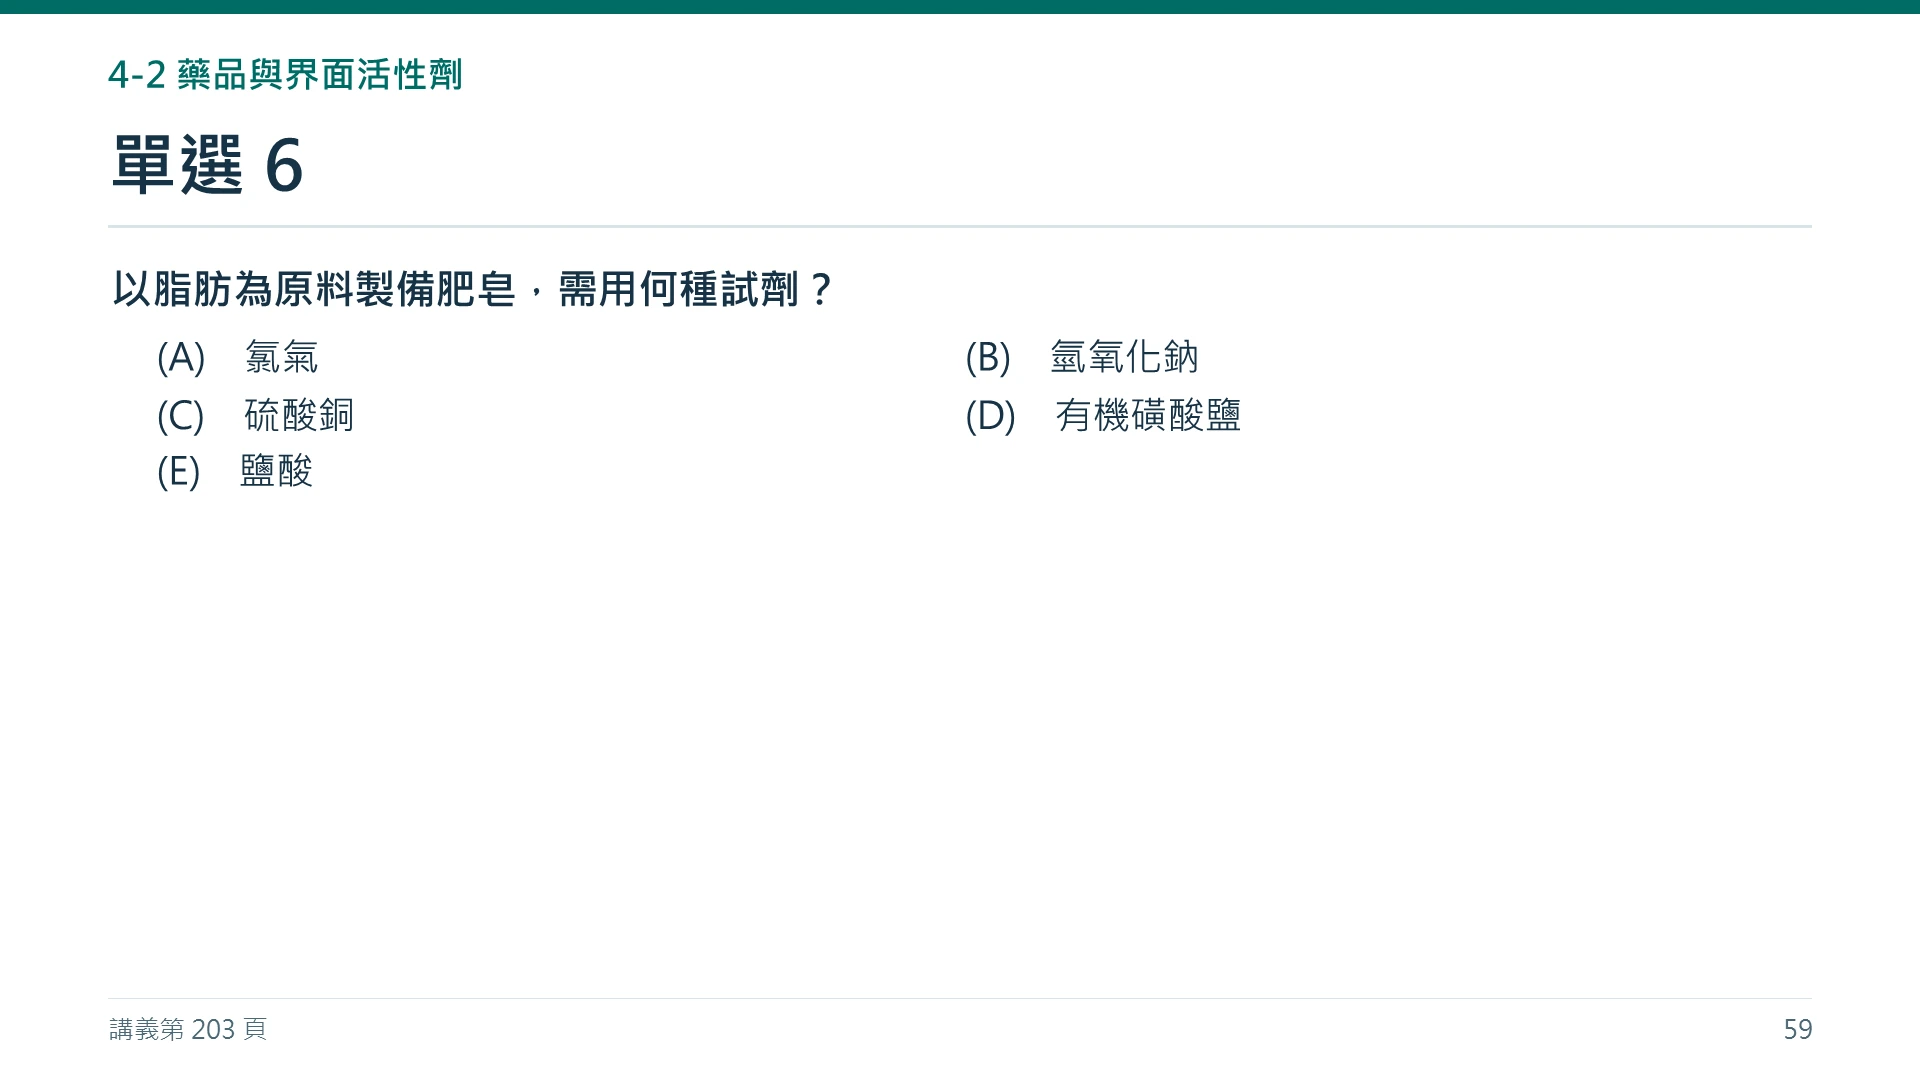 4-2 藥品與界面活性劑
單選 6
以脂肪為原料製備肥皂，需用何種試劑？
(A) 氯氣 (B) 氫氧化鈉
(C) 硫酸銅 (D) 有機磺酸鹽
(E) 鹽酸
講義第 203 頁 59